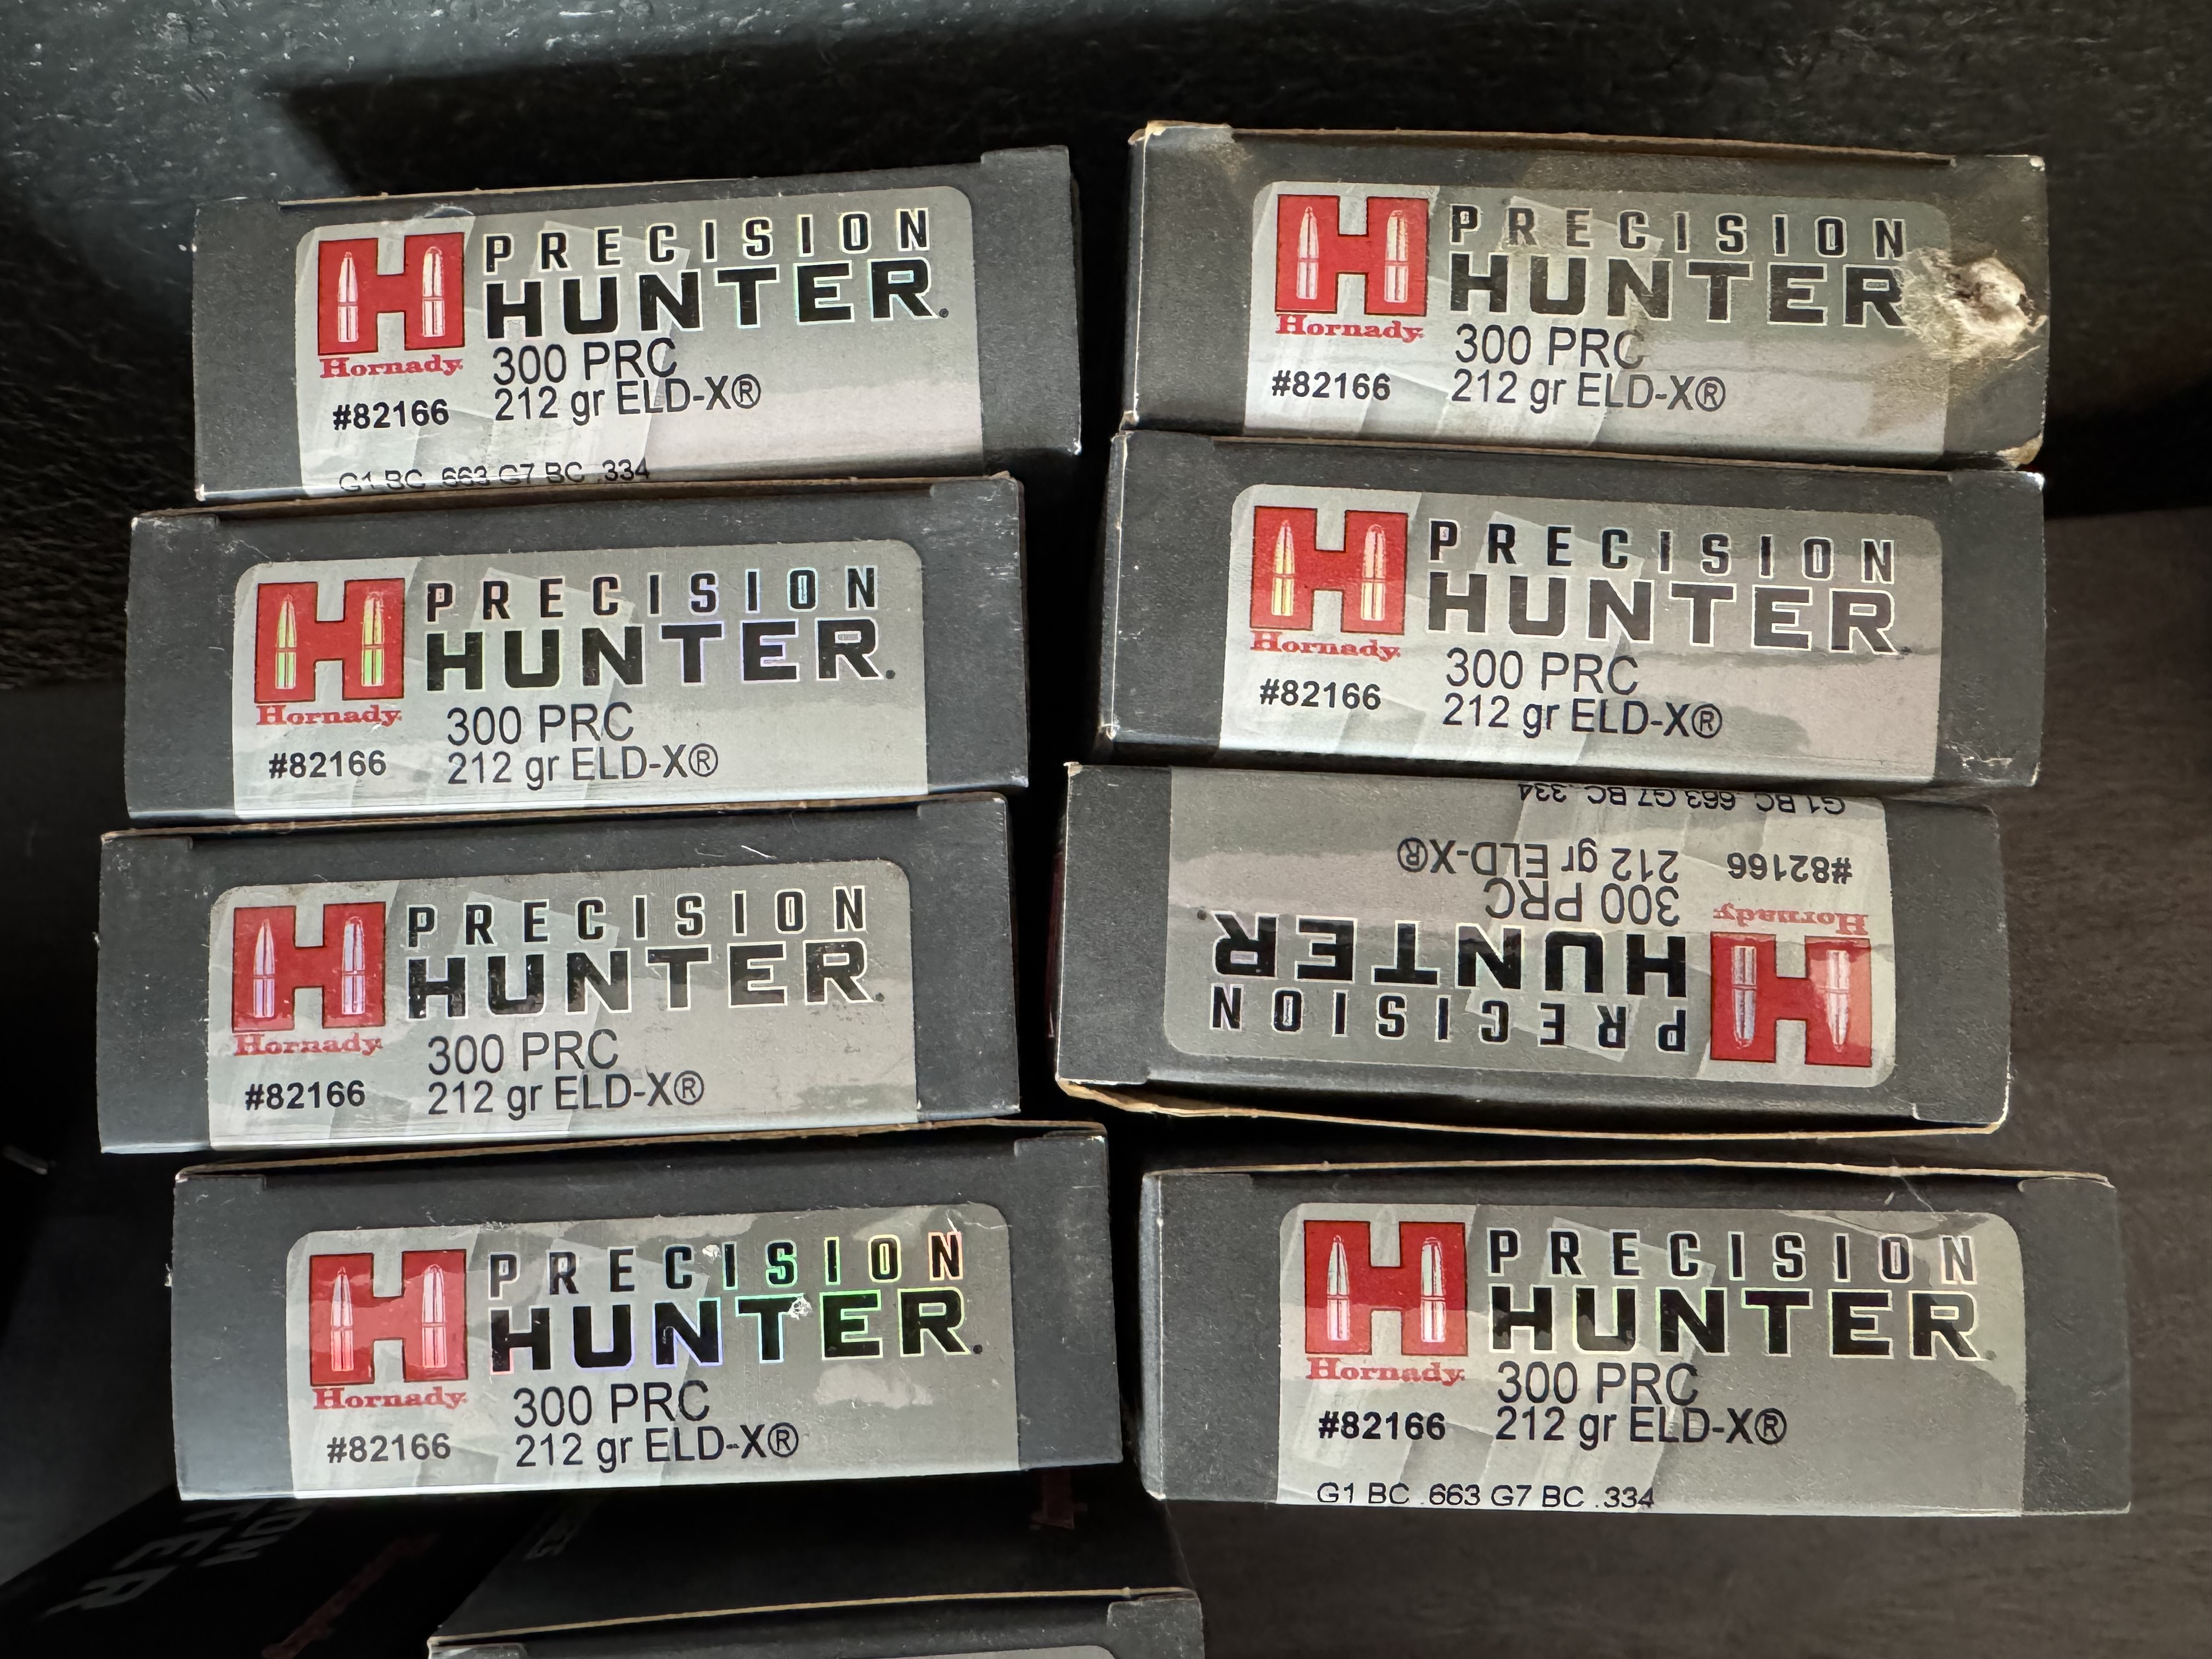 PRECISION
HUNTER.
Hornady
300 PRC
212 gr ELD-X®
#82166
G1 BC .663 G7 BC .334
PRECISION
HUNTER
300 PRC
Hornady
#82166
212 gr ELD-X®
PRECISION
HUNTER.
Hornady
300 PRC
#82166
212 gr ELD-X®
PRECISION
HUNTER.
Hornady
300 PRC
#82166
212 gr ELD-X®
PRECISION
HUNTER.
Hornady
300 PRC
#82166
212 gr ELD-X®
PRECISION
HUNTER.
Hornady
300 PRC
#82166
212 gr ELD-X®
G1 BC .663 G7 BC .334
PRECISION
HUNTER.
Hornady
300 PRC
#82166
212 gr ELD-X®
PRECISION
HUNTER.
Hornady
300 PRC
#82166
212 gr ELD-X®
G1 BC .663 G7 BC .334